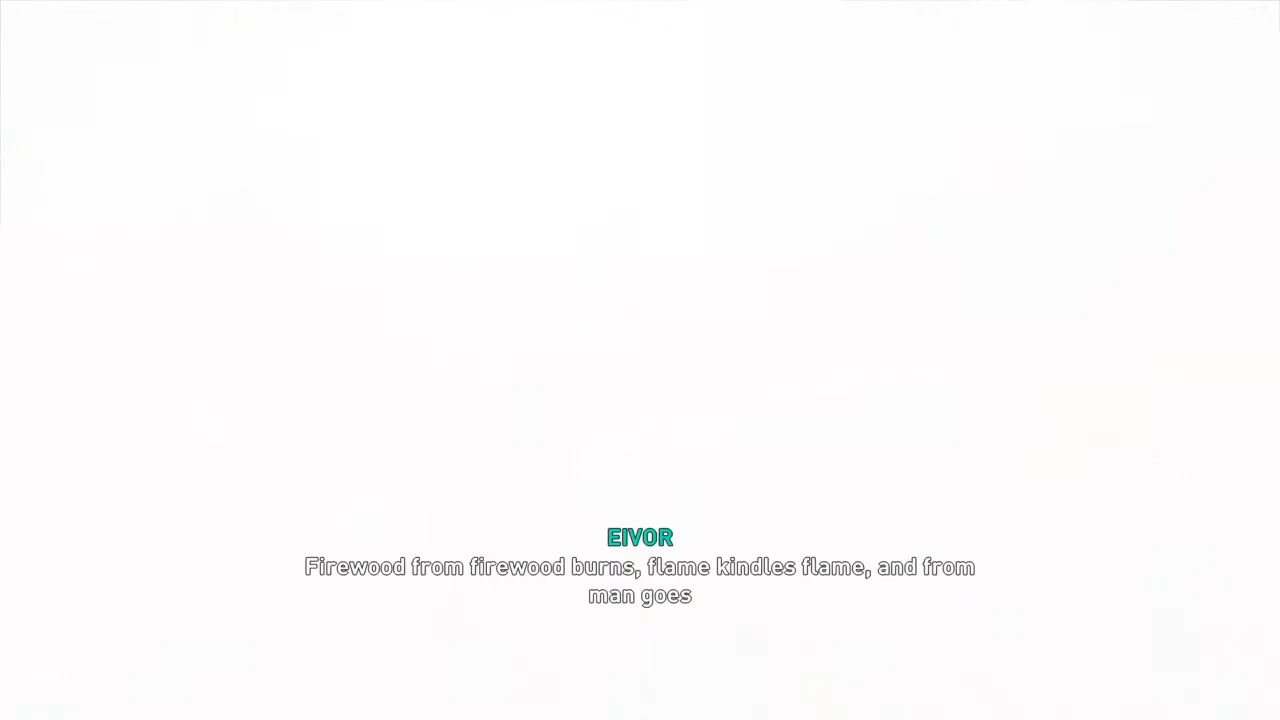 EIVOR
Firewood from firewood burns, flame kindles flame, and from
man goes